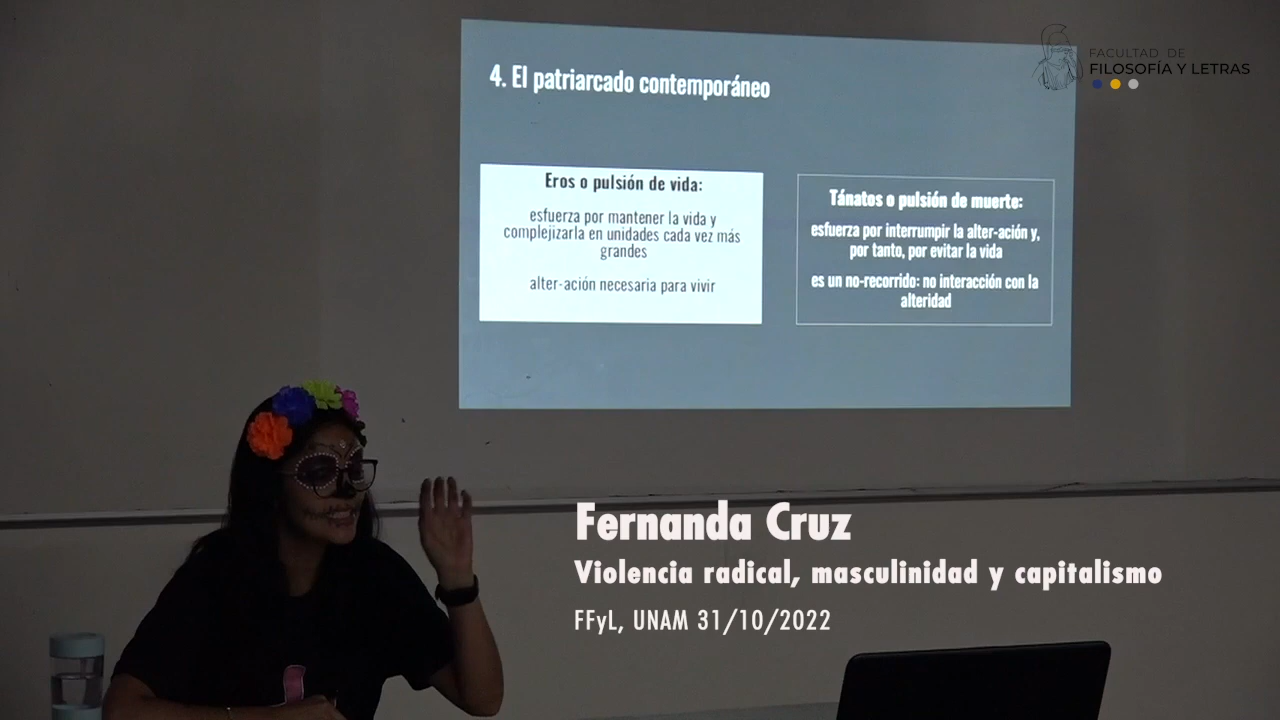 FACULTAD DE
FILOSOFÍA Y LETRAS
4. El patriarcado contemporáneo
Eros o pulsión de vida:
esfuerza por mantener la vida y
complejizarla en unidades cada vez más
grandes
alter-ación necesaria para vivir
Tánatos o pulsión de muerte:
esfuerza por interrumpir la alter-ación y,
por tanto, por evitar la vida
es un no-recorrido: no interacción con la
alteridad
Fernanda Cruz
Violencia radical, masculinidad y capitalismo
FFyL, UNAM 31/10/2022